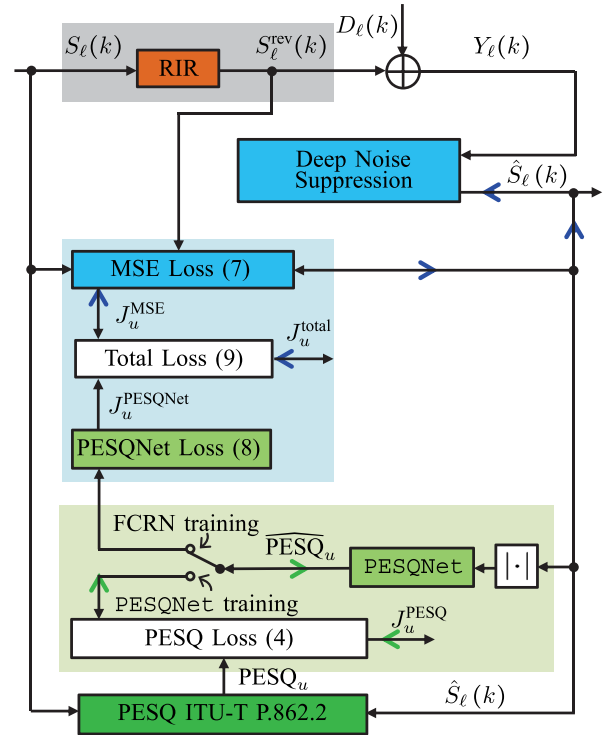 D_ℓ(k)
S_ℓ(k) S_ℓ^rev(k) Y_ℓ(k)
RIR
Deep Noise
Suppression
Ŝ_ℓ(k)
MSE Loss (7)
J_u^MSE
J_u^total
Total Loss (9)
J_u^PESQNet
PESQNet Loss (8)
FCRN training
\widehat{PESQ}_u
PESQNet
|·|
PESQNet training
J_u^PESQ
PESQ Loss (4)
PESQ_u
Ŝ_ℓ(k)
PESQ ITU-T P.862.2